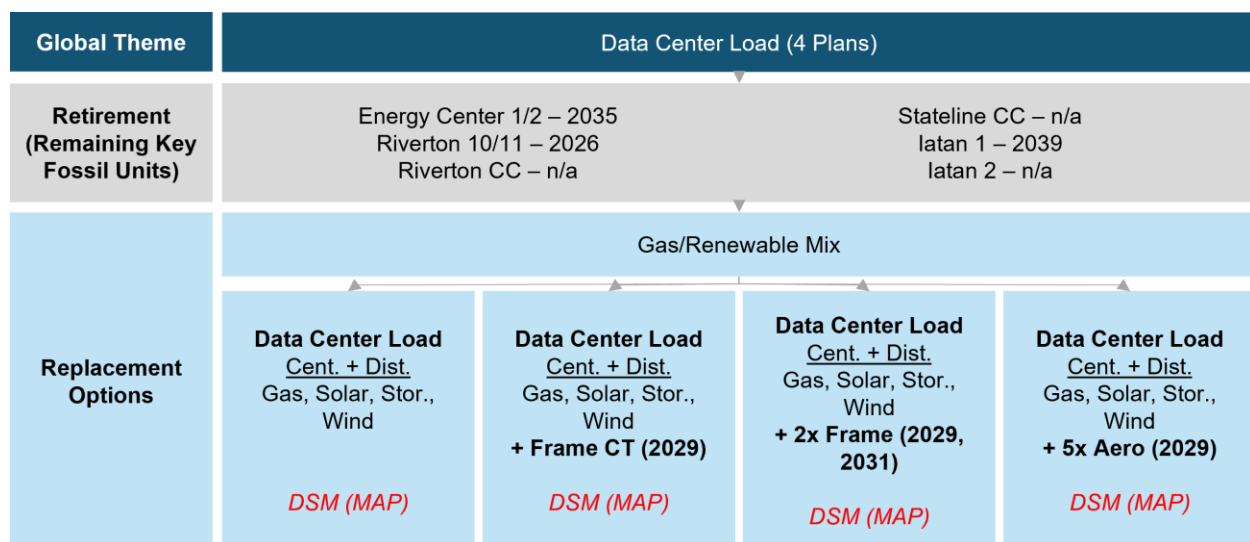 Global Theme
Data Center Load (4 Plans)
Retirement
(Remaining Key
Fossil Units)
Energy Center 1/2 – 2035
Riverton 10/11 – 2026
Riverton CC – n/a
Stateline CC – n/a
Iatan 1 – 2039
Iatan 2 – n/a
Replacement
Options
Gas/Renewable Mix
Data Center Load
Cent. + Dist.
Gas, Solar, Stor.,
Wind
DSM (MAP)
Data Center Load
Cent. + Dist.
Gas, Solar, Stor.,
Wind
+ Frame CT (2029)
DSM (MAP)
Data Center Load
Cent. + Dist.
Gas, Solar, Stor.,
Wind
+ 2x Frame (2029,
2031)
DSM (MAP)
Data Center Load
Cent. + Dist.
Gas, Solar, Stor.,
Wind
+ 5x Aero (2029)
DSM (MAP)